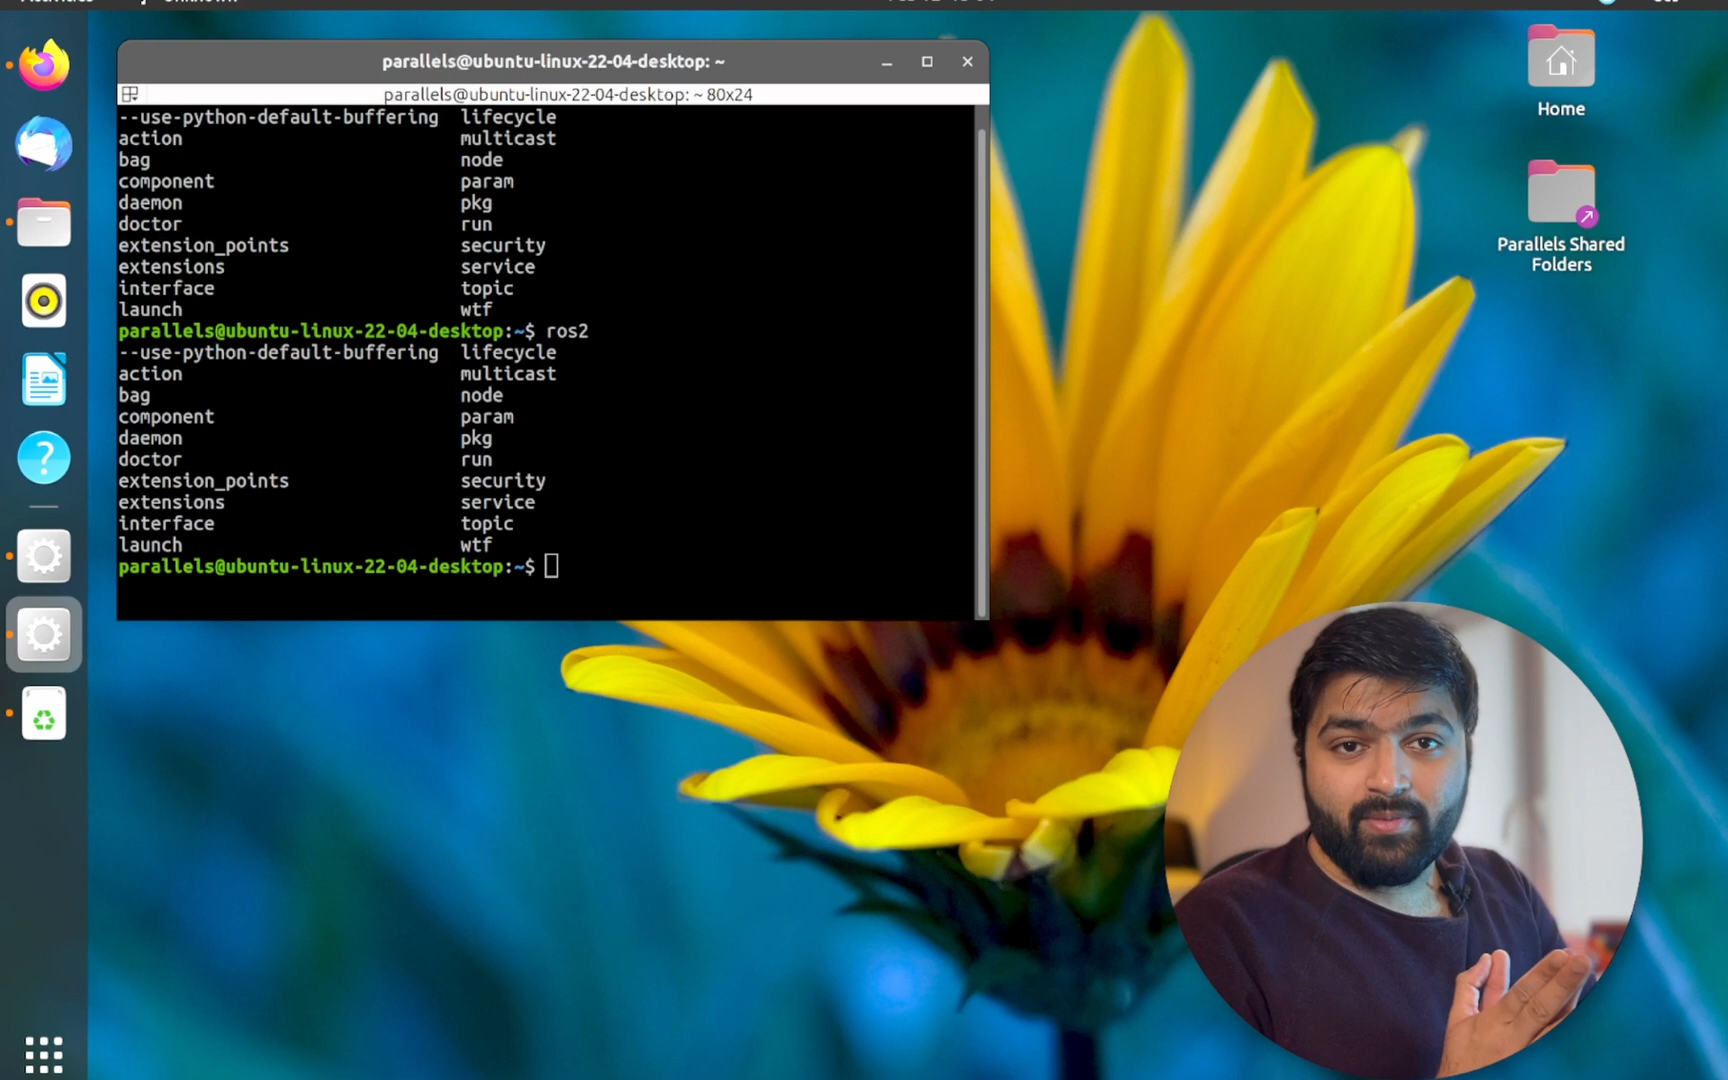 parallels@ubuntu-linux-22-04-desktop: ~
parallels@ubuntu-linux-22-04-desktop: ~ 80x24
--use-python-default-buffering lifecycle
action multicast
bag node
component param
daemon pkg
doctor run
extension_points security
extensions service
interface topic
launch wtf
parallels@ubuntu-linux-22-04-desktop:~$ ros2
--use-python-default-buffering lifecycle
action multicast
bag node
component param
daemon pkg
doctor run
extension_points security
extensions service
interface topic
launch wtf
parallels@ubuntu-linux-22-04-desktop:~$
Home
Parallels Shared
Folders